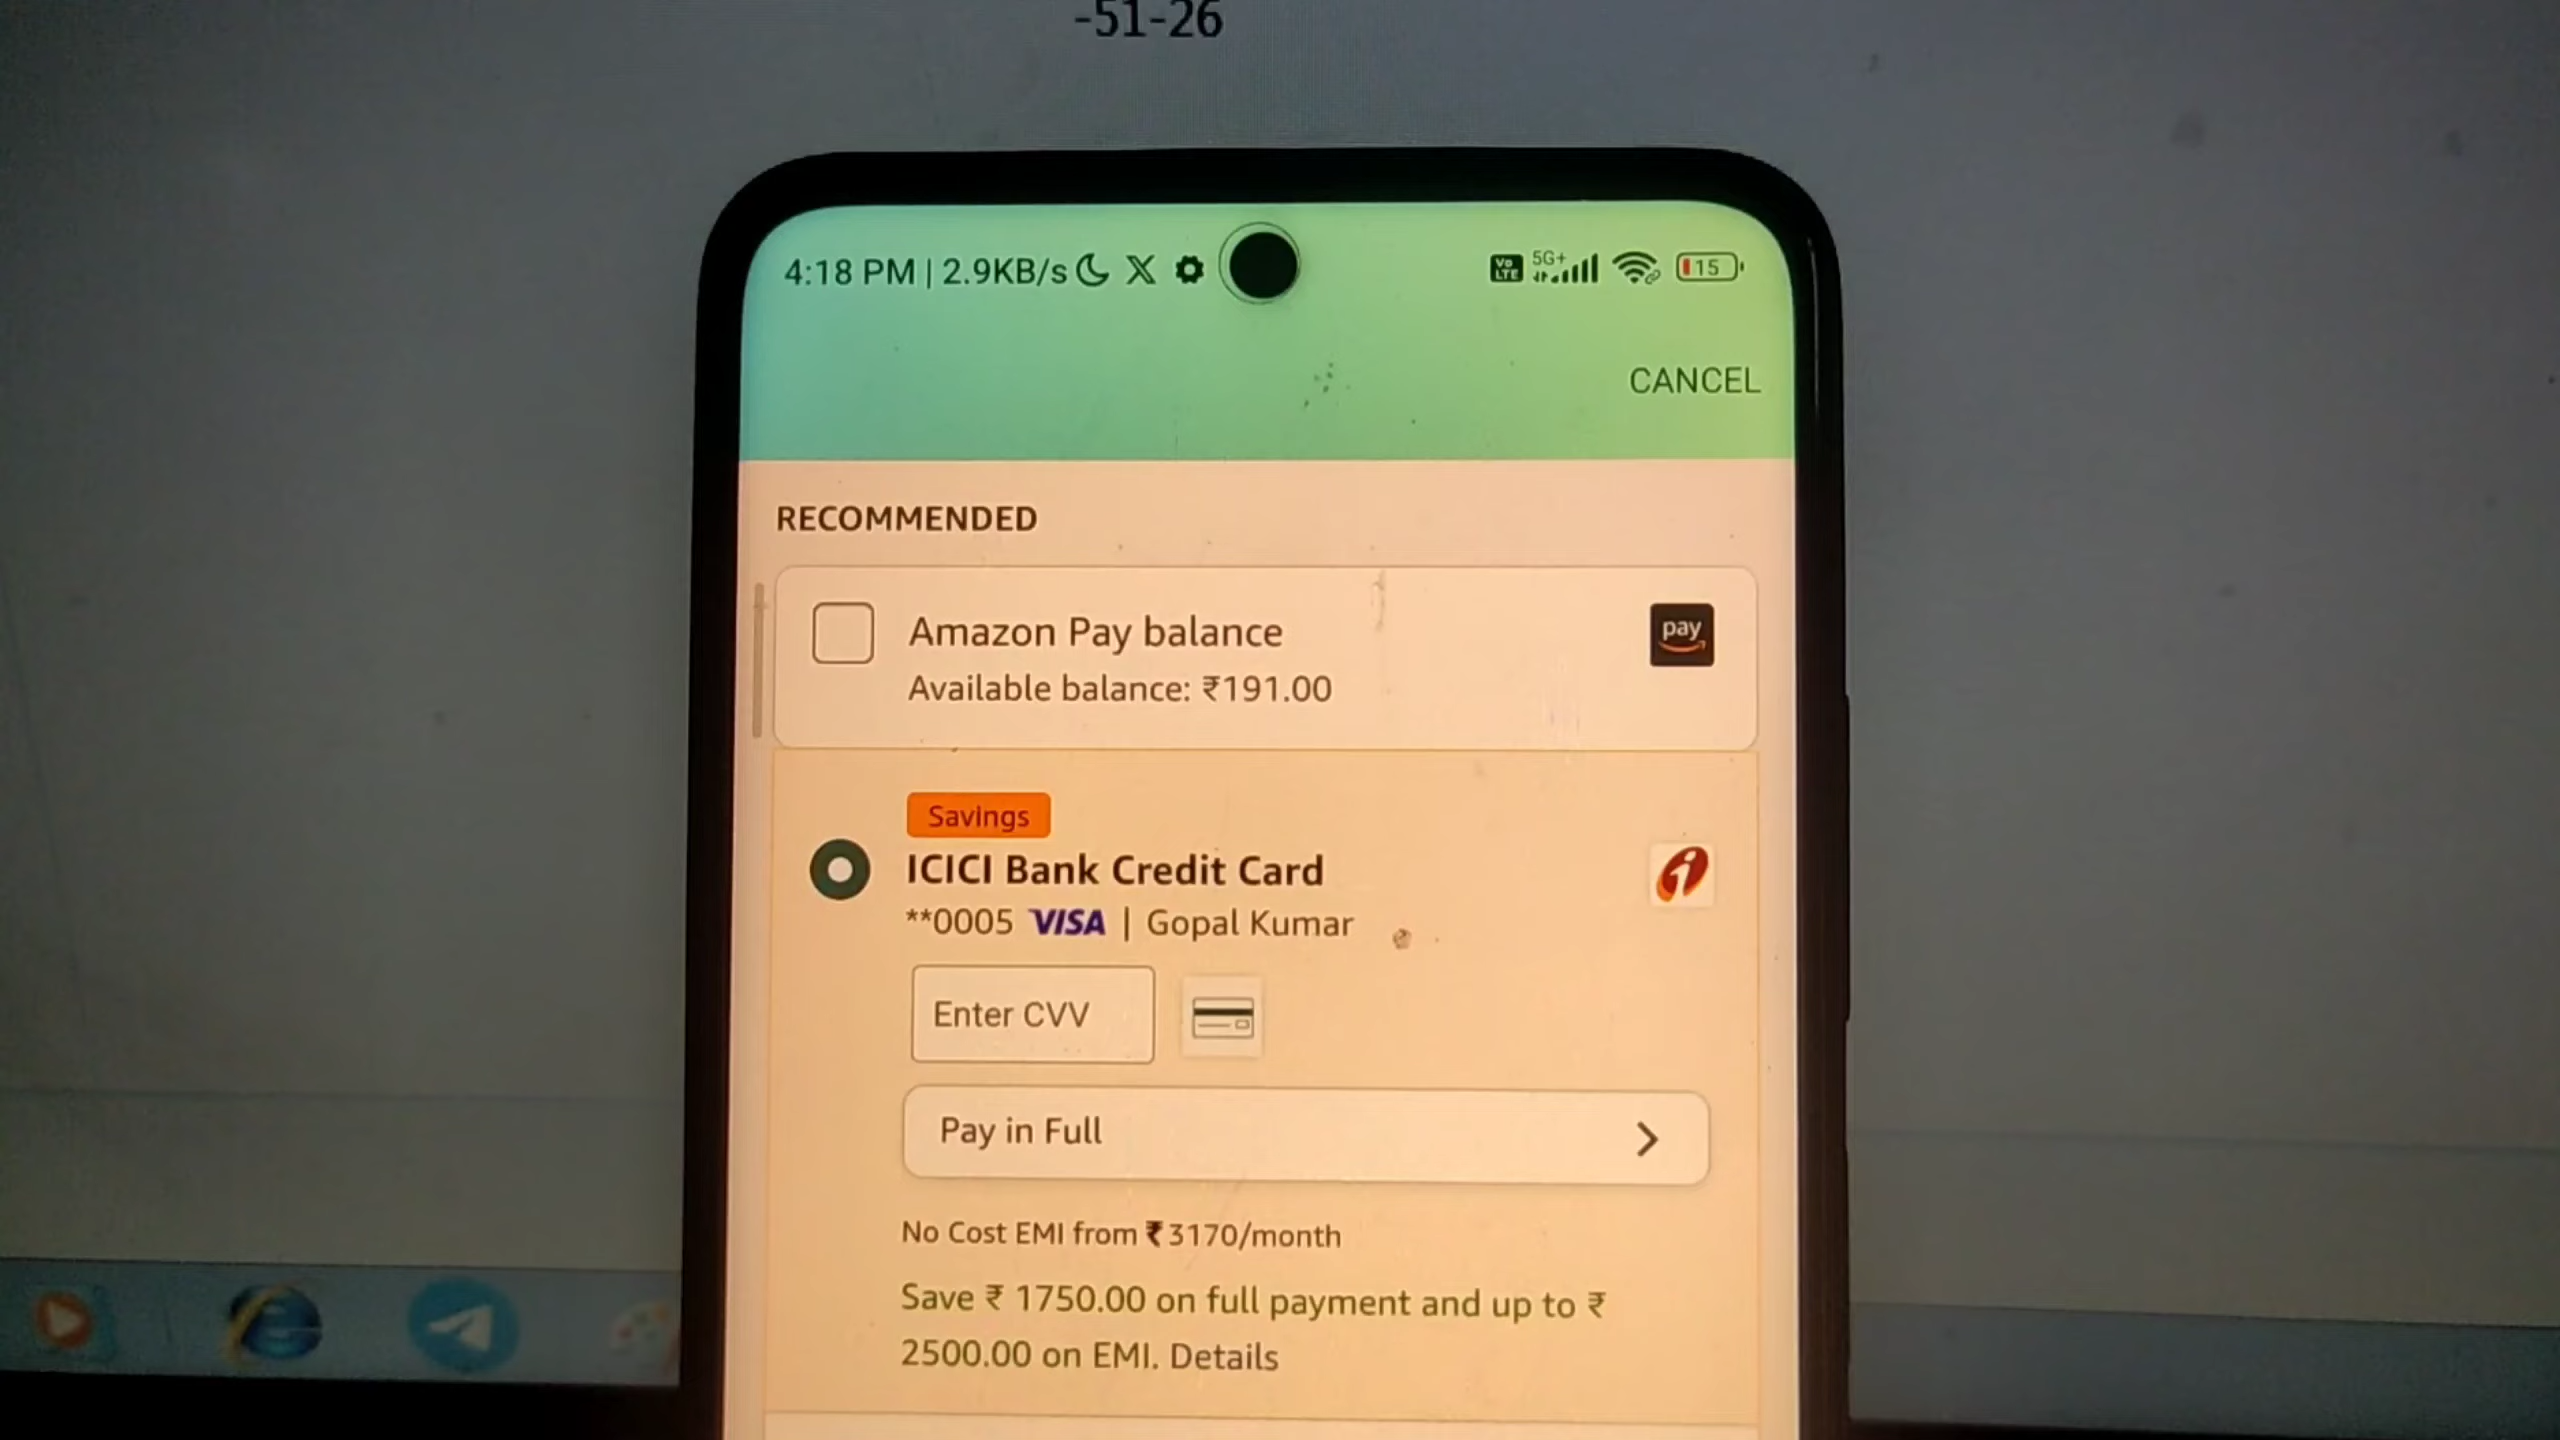 -51-26
4:18 PM | 2.9KB/s X Vo LTE 5G+ 15
CANCEL
RECOMMENDED
Amazon Pay balance pay
Available balance: ₹191.00
Savings
ICICI Bank Credit Card
**0005 VISA | Gopal Kumar
Enter CVV
Pay in Full
No Cost EMI from ₹3170/month
Save ₹ 1750.00 on full payment and up to ₹
2500.00 on EMI. Details